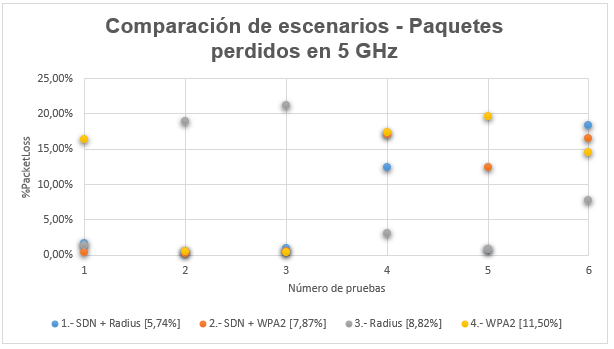 Comparación de escenarios - Paquetes
perdidos en 5 GHz
25,00%
20,00%
15,00%
10,00%
5,00%
0,00%
%PacketLoss
1 2 3 4 5 6
Número de pruebas
1.- SDN + Radius [5,74%] 2.- SDN + WPA2 [7,87%] 3.- Radius [8,82%] 4.- WPA2 [11,50%]